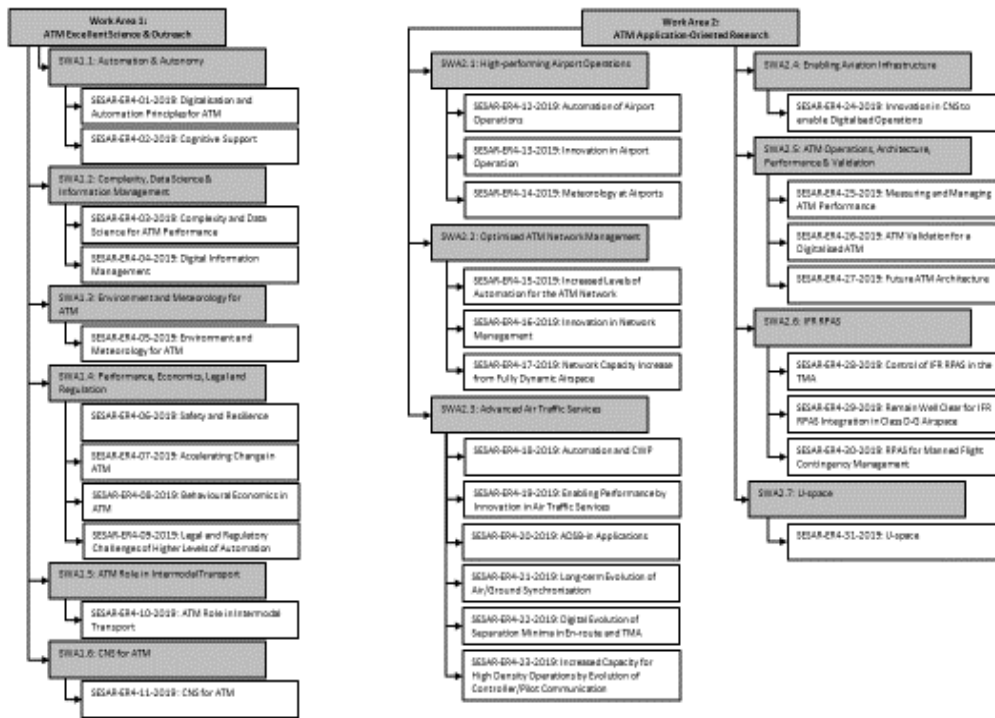 Work Area 1:
ATM Excellent Science & Outreach
SWA1.1: Automation & Autonomy
SESAR-ER4-01-2019: Digitalisation and
Automation Principles for ATM
SESAR-ER4-02-2019: Cognitive Support
SWA1.2: Complexity, Data Science &
Information Management
SESAR-ER4-03-2019: Complexity and Data
Science for ATM Performance
SESAR-ER4-04-2019: Digital Information
Management
SWA1.3: Environment and Meteorology for
ATM
SESAR-ER4-05-2019: Environment and
Meteorology for ATM
SWA1.4: Performance, Economics, Legal and
Regulation
SESAR-ER4-06-2019: Safety and Resilience
SESAR-ER4-07-2019: Accelerating Change in
ATM
SESAR-ER4-08-2019: Behavioural Economics in
ATM
SESAR-ER4-09-2019: Legal and Regulatory
Challenges of Higher Levels of Automation
SWA1.5: ATM Role in Intermodal Transport
SESAR-ER4-10-2019: ATM Role in Intermodal
Transport
SWA1.6: CNS for ATM
SESAR-ER4-11-2019: CNS for ATM
Work Area 2:
ATM Application-Oriented Research
SWA2.1: High-performing Airport Operations
SESAR-ER4-12-2019: Automation of Airport
Operations
SESAR-ER4-13-2019: Innovation in Airport
Operation
SESAR-ER4-14-2019: Meteorology at Airports
SWA2.2: Optimised ATM Network Management
SESAR-ER4-15-2019: Increased Levels of
Automation for the ATM Network
SESAR-ER4-16-2019: Innovation in Network
Management
SESAR-ER4-17-2019: Network Capacity Increase
from Fully Dynamic Airspace
SWA2.3: Advanced Air Traffic Services
SESAR-ER4-18-2019: Automation and CWP
SESAR-ER4-19-2019: Enabling Performance by
Innovation in Air Traffic Services
SESAR-ER4-20-2019: ADSB-in Applications
SESAR-ER4-21-2019: Long-term Evolution of
Air/Ground Synchronisation
SESAR-ER4-22-2019: Digital Evolution of
Separation Minima in En-route and TMA
SESAR-ER4-23-2019: Increased Capacity for
High Density Operations by Evolution of
Controller/Pilot Communication
SWA2.4: Enabling Aviation Infrastructure
SESAR-ER4-24-2019: Innovation in CNS to
enable Digitalised Operations
SWA2.5: ATM Operations, Architecture,
Performance & Validation
SESAR-ER4-25-2019: Measuring and Managing
ATM Performance
SESAR-ER4-26-2019: ATM Validation for a
Digitalised ATM
SESAR-ER4-27-2019: Future ATM Architecture
SWA2.6: IFR RPAS
SESAR-ER4-28-2019: Control of IFR RPAS in the
TMA
SESAR-ER4-29-2019: Remain Well Clear for IFR
RPAS Integration in Class D-G Airspace
SESAR-ER4-30-2019: RPAS for Manned Flight
Contingency Management
SWA2.7: U-space
SESAR-ER4-31-2019: U-space